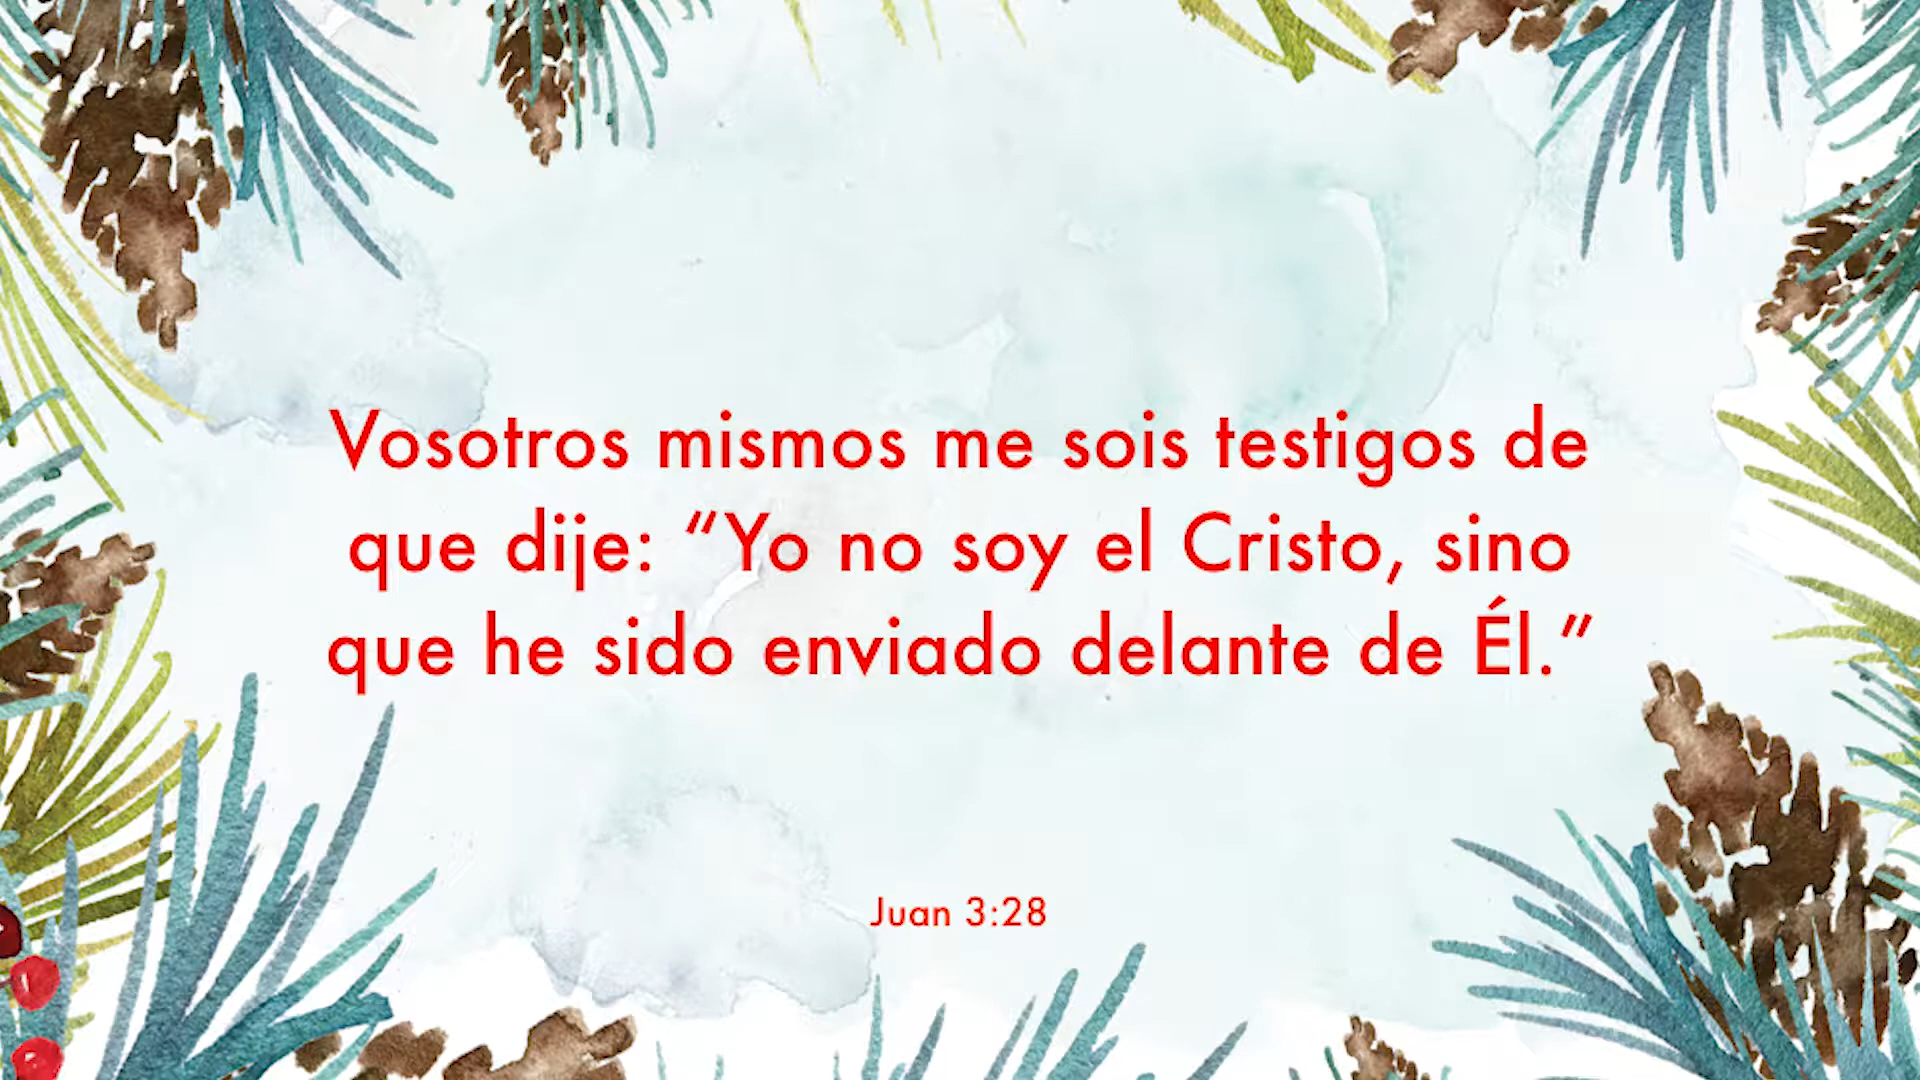 Vosotros mismos me sois testigos de
que dije: “Yo no soy el Cristo, sino
que he sido enviado delante de Él.”
Juan 3:28